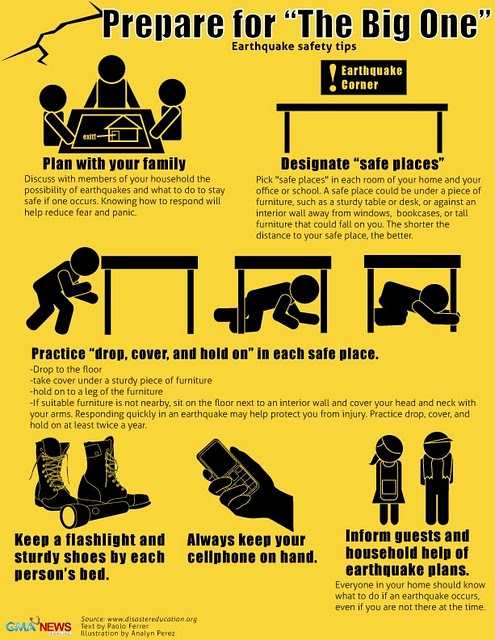 Prepare for “The Big One”
Earthquake safety tips
! Earthquake
Corner
exit!
Plan with your family
Discuss with members of your household the
possibility of earthquakes and what to do to stay
safe if one occurs. Knowing how to respond will
help reduce fear and panic.
Designate “safe places”
Pick "safe places" in each room of your home and your
office or school. A safe place could be under a piece of
furniture, such as a sturdy table or desk, or against an
interior wall away from windows, bookcases, or tall
furniture that could fall on you. The shorter the
distance to your safe place, the better.
Practice “drop, cover, and hold on” in each safe place.
-Drop to the floor
-take cover under a sturdy piece of furniture
-hold on to a leg of the furniture
-If suitable furniture is not nearby, sit on the floor next to an interior wall and cover your head and neck with
your arms. Responding quickly in an earthquake may help protect you from injury. Practice drop, cover, and
hold on at least twice a year.
Keep a flashlight and
sturdy shoes by each
person’s bed.
Always keep your
cellphone on hand.
Inform guests and
household help of
earthquake plans.
Everyone in your home should know
what to do if an earthquake occurs,
even if you are not there at the time.
GMA NEWS
Source: www.disastereducation.org
Text by Paolo Ferrer
Illustration by Analyn Perez